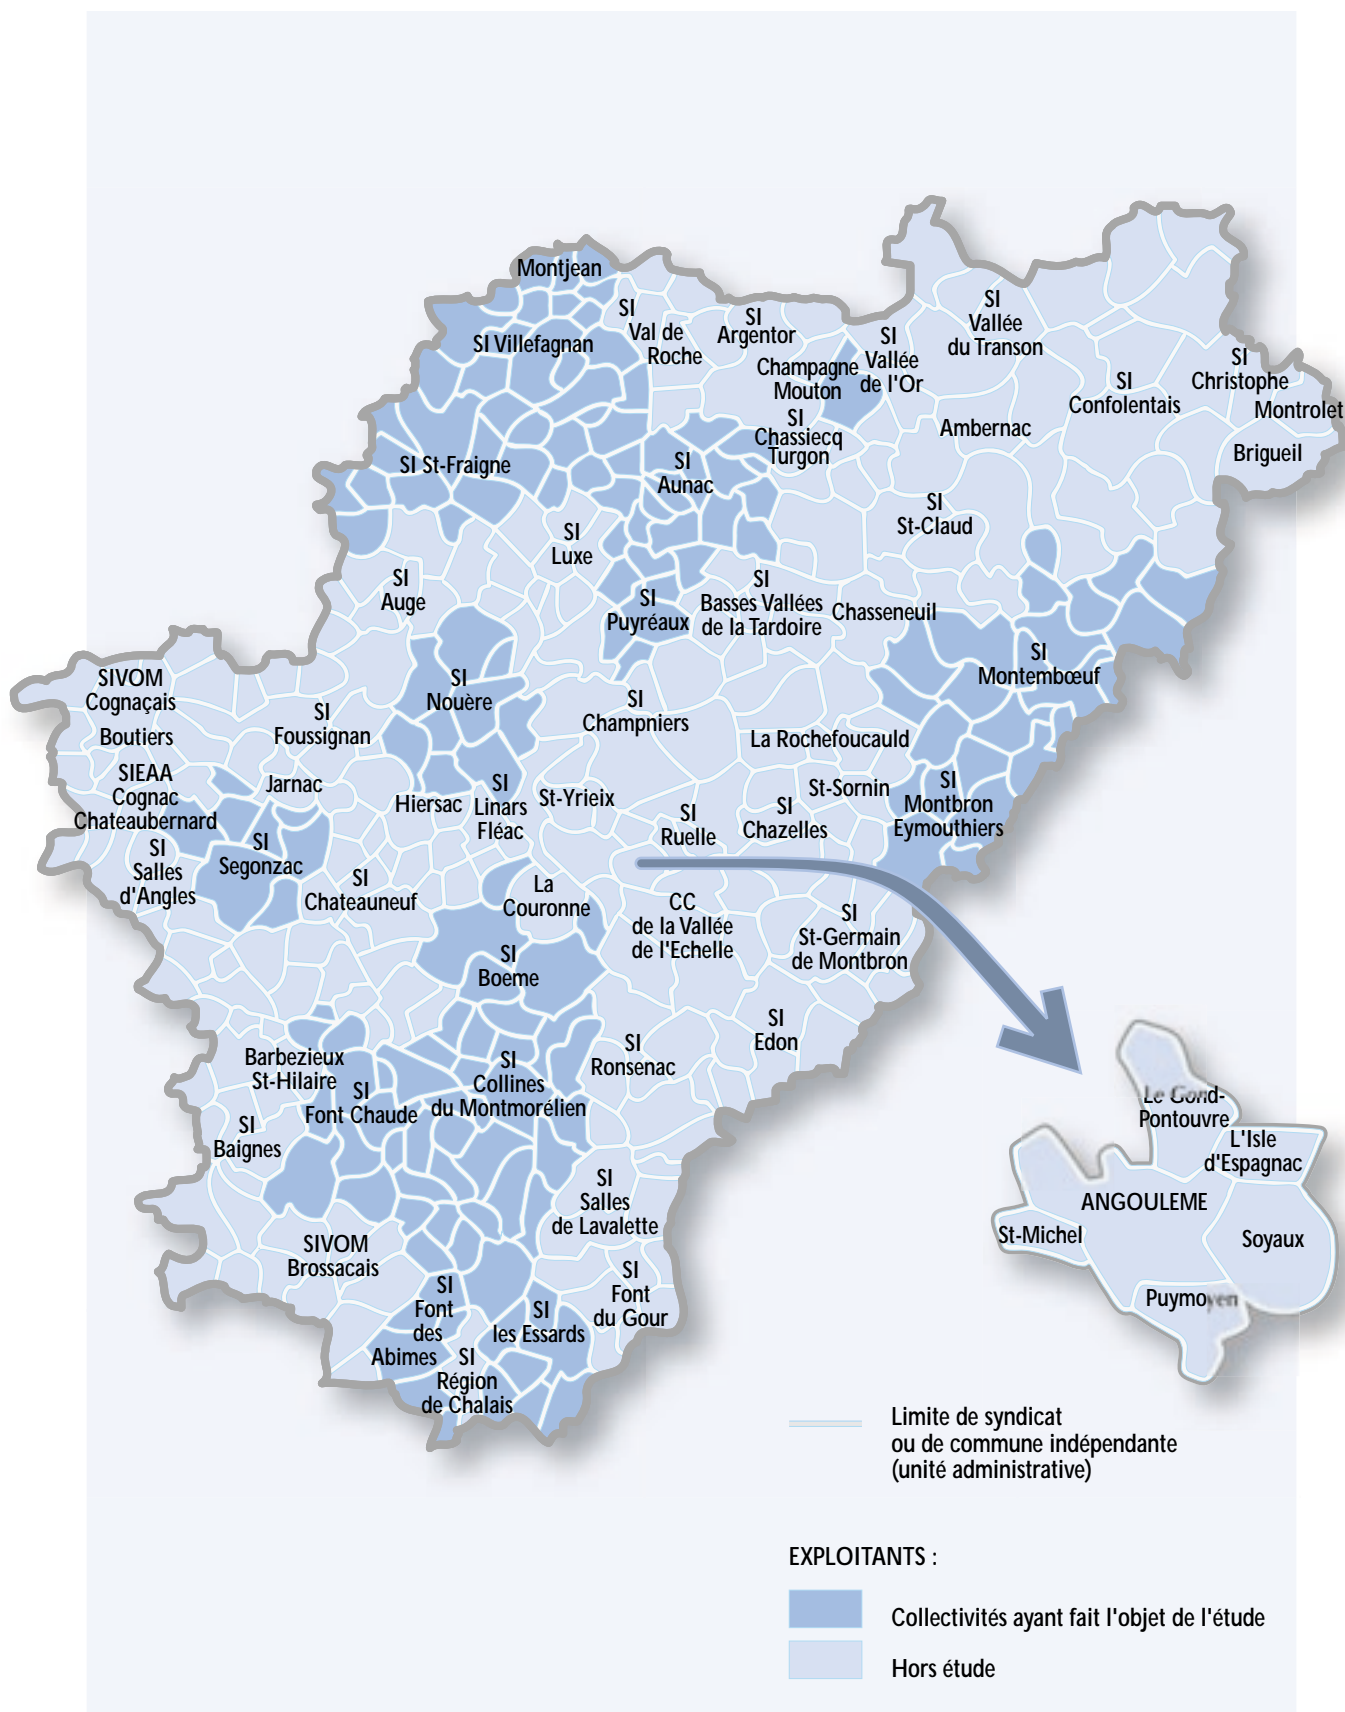 Montjean
SI
Val de
Roche
SI
Argentor
SI
Vallée
du Transon
SI Villefagnan
SI
Vallée
de l'Or
Champagne
Mouton
SI
Christophe
SI
Confolentais
Montrolet
SI
Chassiecq
Turgon
Ambernac
Brigueil
SI St-Fraigne
SI
Aunac
SI
St-Claud
SI
Luxe
SI
Auge
SI
Puyréaux
SI
Basses Vallées
de la Tardoire
Chasseneuil
SI
Montembœuf
SIVOM
Cognaçais
SI
Nouère
SI
Foussignan
SI
Champniers
Boutiers
La Rochefoucauld
SIEAA
Cognac
Chateaubernard
Jarnac
Hiersac
SI
Linars
Fléac
St-Yrieix
St-Sornin
SI
Montbron
Eymouthiers
SI
Ruelle
SI
Chazelles
SI
Salles
d'Angles
SI
Segonzac
SI
Chateauneuf
La
Couronne
CC
de la Vallée
de l'Echelle
SI
St-Germain
de Montbron
SI
Boeme
SI
Edon
Barbezieux
St-Hilaire
SI
Ronsenac
SI
Collines
du Montmorélien
SI
Font Chaude
SI
Baignes
Le Gond-
Pontouvre
L'Isle
d'Espagnac
ANGOULEME
St-Michel
Soyaux
Puymoyen
SI
Salles
de Lavalette
SIVOM
Brossacais
SI
Font
du Gour
SI
Font
des
Abimes
SI
les Essards
SI
Région
de Chalais
Limite de syndicat
ou de commune indépendante
(unité administrative)
EXPLOITANTS :
Collectivités ayant fait l'objet de l'étude
Hors étude